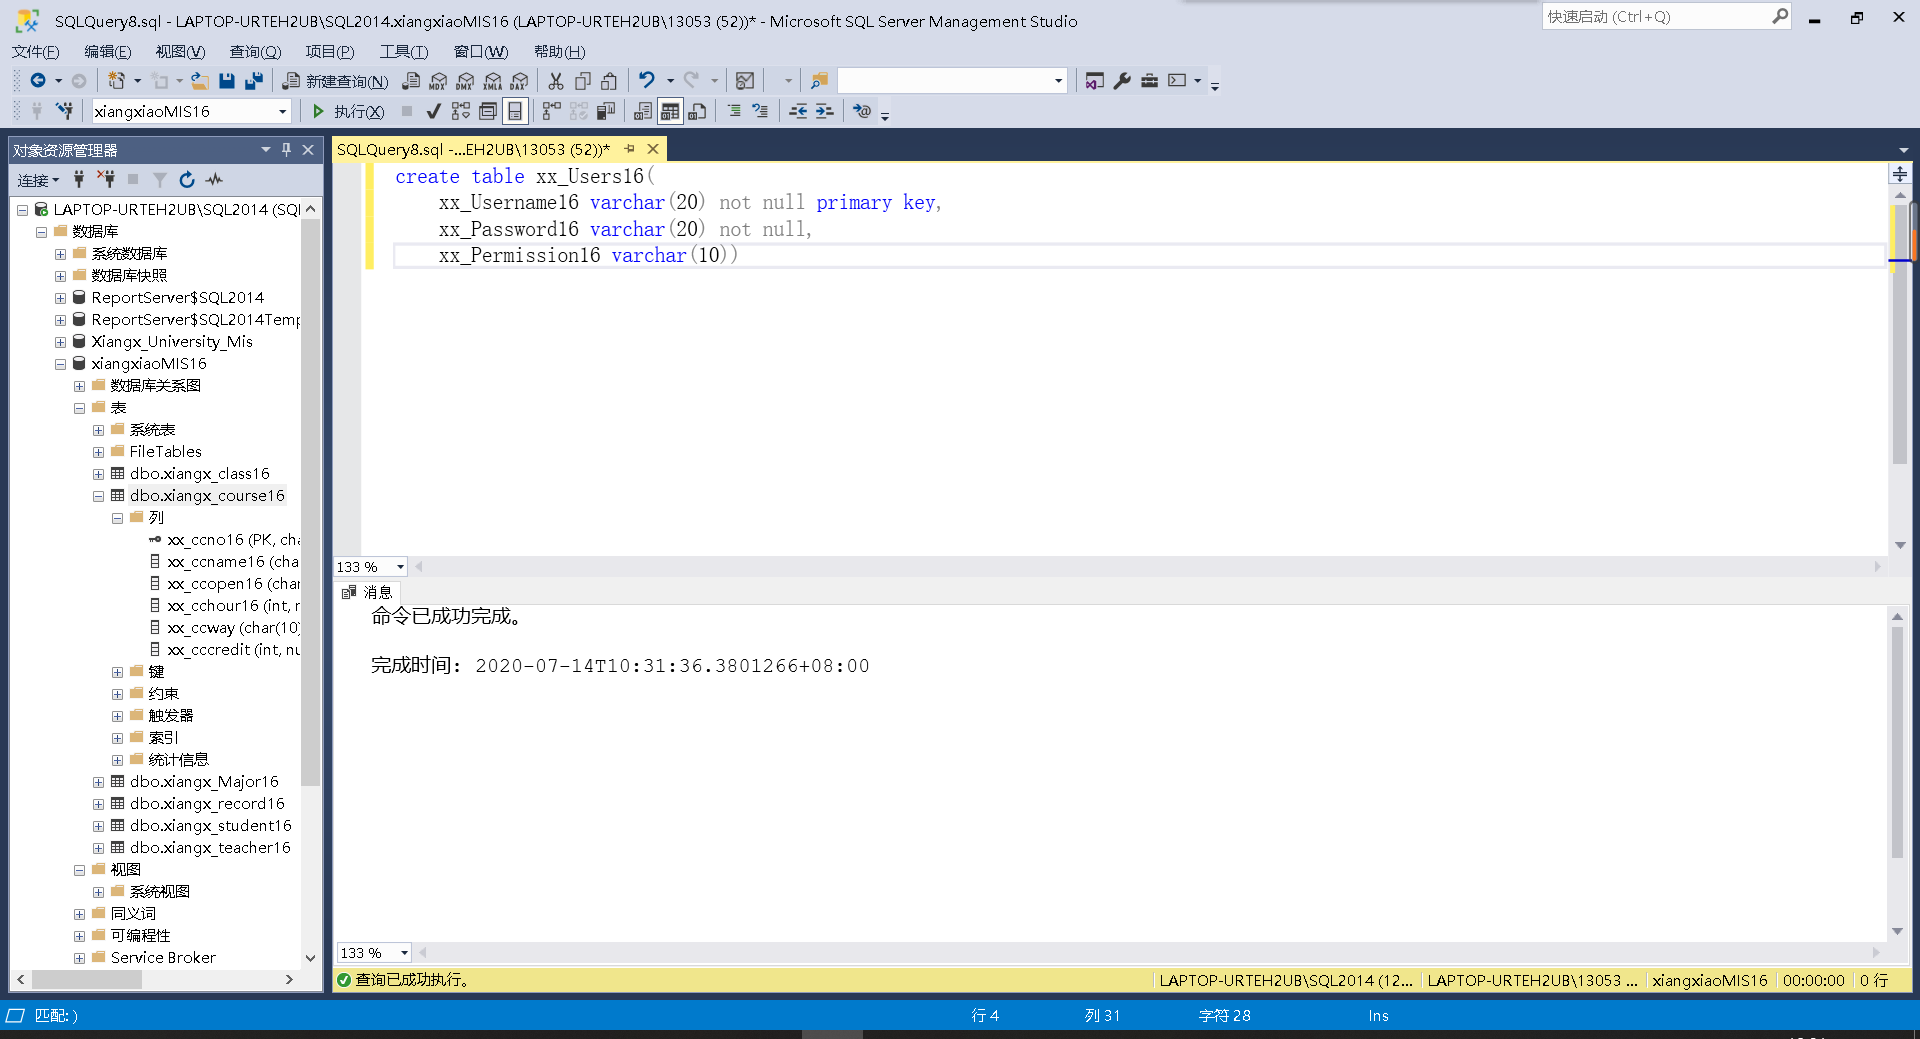 SQLQuery8.sql - LAPTOP-URTEH2UB\SQL2014.xiangxiaoMIS16 (LAPTOP-URTEH2UB\13053 (52))* - Microsoft SQL Server Management Studio
快速启动 (Ctrl+Q)
文件(F) 编辑(E) 视图(V) 查询(Q) 项目(P) 工具(T) 窗口(W) 帮助(H)
新建查询(N) MDX DMX XMLA DAX
xiangxiaoMIS16 执行(X)
对象资源管理器
连接
LAPTOP-URTEH2UB\SQL2014 (SQl
数据库
系统数据库
数据库快照
ReportServer$SQL2014
ReportServer$SQL2014Temp
Xiangx_University_Mis
xiangxiaoMIS16
数据库关系图
表
系统表
FileTables
dbo.xiangx_class16
dbo.xiangx_course16
列
xx_ccno16 (PK, cha
xx_ccname16 (cha
xx_ccopen16 (char
xx_cchour16 (int, n
xx_ccway (char(10)
xx_cccredit (int, nu
键
约束
触发器
索引
统计信息
dbo.xiangx_Major16
dbo.xiangx_record16
dbo.xiangx_student16
dbo.xiangx_teacher16
视图
系统视图
同义词
可编程性
Service Broker
SQLQuery8.sql -...EH2UB\13053 (52))*
create table xx_Users16(
xx_Username16 varchar(20) not null primary key,
xx_Password16 varchar(20) not null,
xx_Permission16 varchar(10))
133 %
消息
命令已成功完成。
完成时间: 2020-07-14T10:31:36.3801266+08:00
133 %
查询已成功执行。 LAPTOP-URTEH2UB\SQL2014 (12... LAPTOP-URTEH2UB\13053 ... xiangxiaoMIS16 00:00:00 0 行
匹配: ) 行 4 列 31 字符 28 Ins